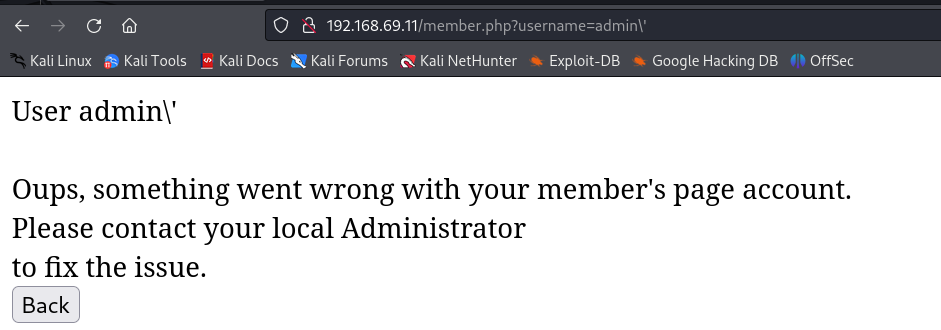 192.168.69.11/member.php?username=admin\'
Kali Linux Kali Tools Kali Docs Kali Forums Kali NetHunter Exploit-DB Google Hacking DB OffSec
User admin\'
Oups, something went wrong with your member's page account.
Please contact your local Administrator
to fix the issue.
Back